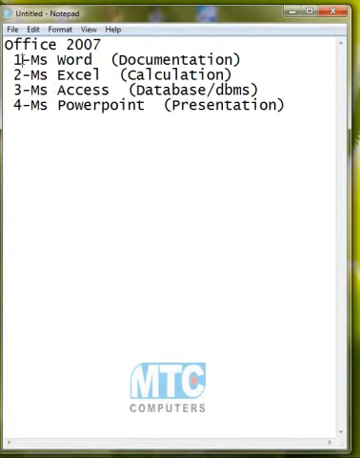 Untitled - Notepad
File Edit Format View Help
Office 2007
1-Ms Word (Documentation)
2-Ms Excel (Calculation)
3-Ms Access (Database/dbms)
4-Ms Powerpoint (Presentation)
MTC
COMPUTERS